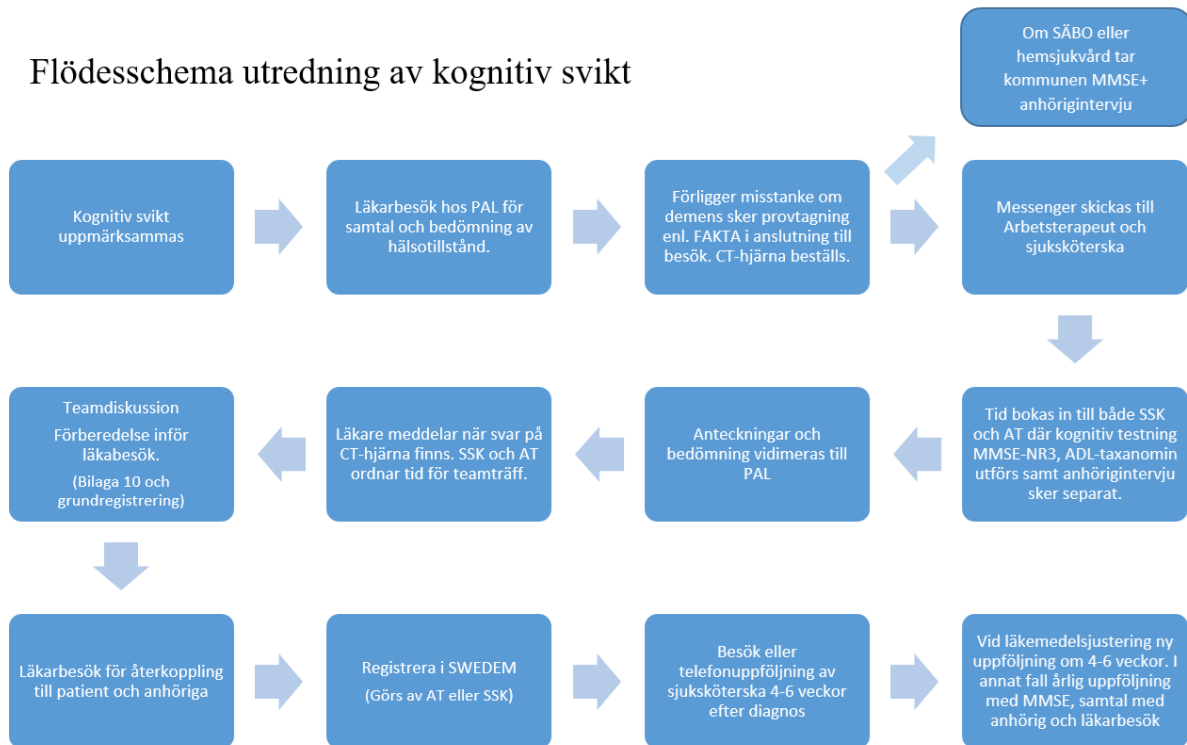 Flödesschema utredning av kognitiv svikt
Om SÄBO eller
hemsjukvård tar
kommunen MMSE+
anhörigintervju
Kognitiv svikt
uppmärksammas
Läkarbesök hos PAL för
samtal och bedömning av
hälsotillstånd.
Förligger misstanke om
demens sker provtagning
enl. FAKTA i anslutning till
besök. CT-hjärna beställs.
Messenger skickas till
Arbetsterapeut och
sjuksköterska
Tid bokas in till både SSK
och AT där kognitiv testning
MMSE-NR3, ADL-taxanomin
utförs samt anhörigintervju
sker separat.
Anteckningar och
bedömning vidimeras till
PAL
Läkare meddelar när svar på
CT-hjärna finns. SSK och AT
ordnar tid för teamträff.
Teamdiskussion
Förberedelse inför
läkabesök.
(Bilaga 10 och
grundregistrering)
Läkarbesök för återkoppling
till patient och anhöriga
Registrera i SWEDEM
(Görs av AT eller SSK)
Besök eller
telefonuppföljning av
sjuksköterska 4-6 veckor
efter diagnos
Vid läkemedelsjustering ny
uppföljning om 4-6 veckor. I
annat fall årlig uppföljning
med MMSE, samtal med
anhörig och läkarbesök